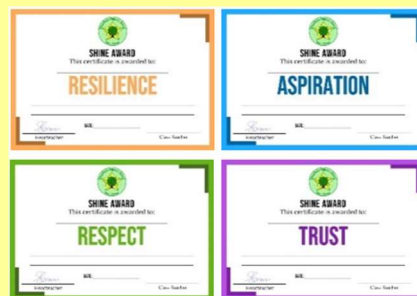 SHINE AWARD
This certificate is awarded to:
RESILIENCE
Headteacher
Class Teacher
SHINE AWARD
This certificate is awarded to:
ASPIRATION
Headteacher
Class Teacher
SHINE AWARD
This certificate is awarded to:
RESPECT
Headteacher
Class Teacher
SHINE AWARD
This certificate is awarded to:
TRUST
Headteacher
Class Teacher